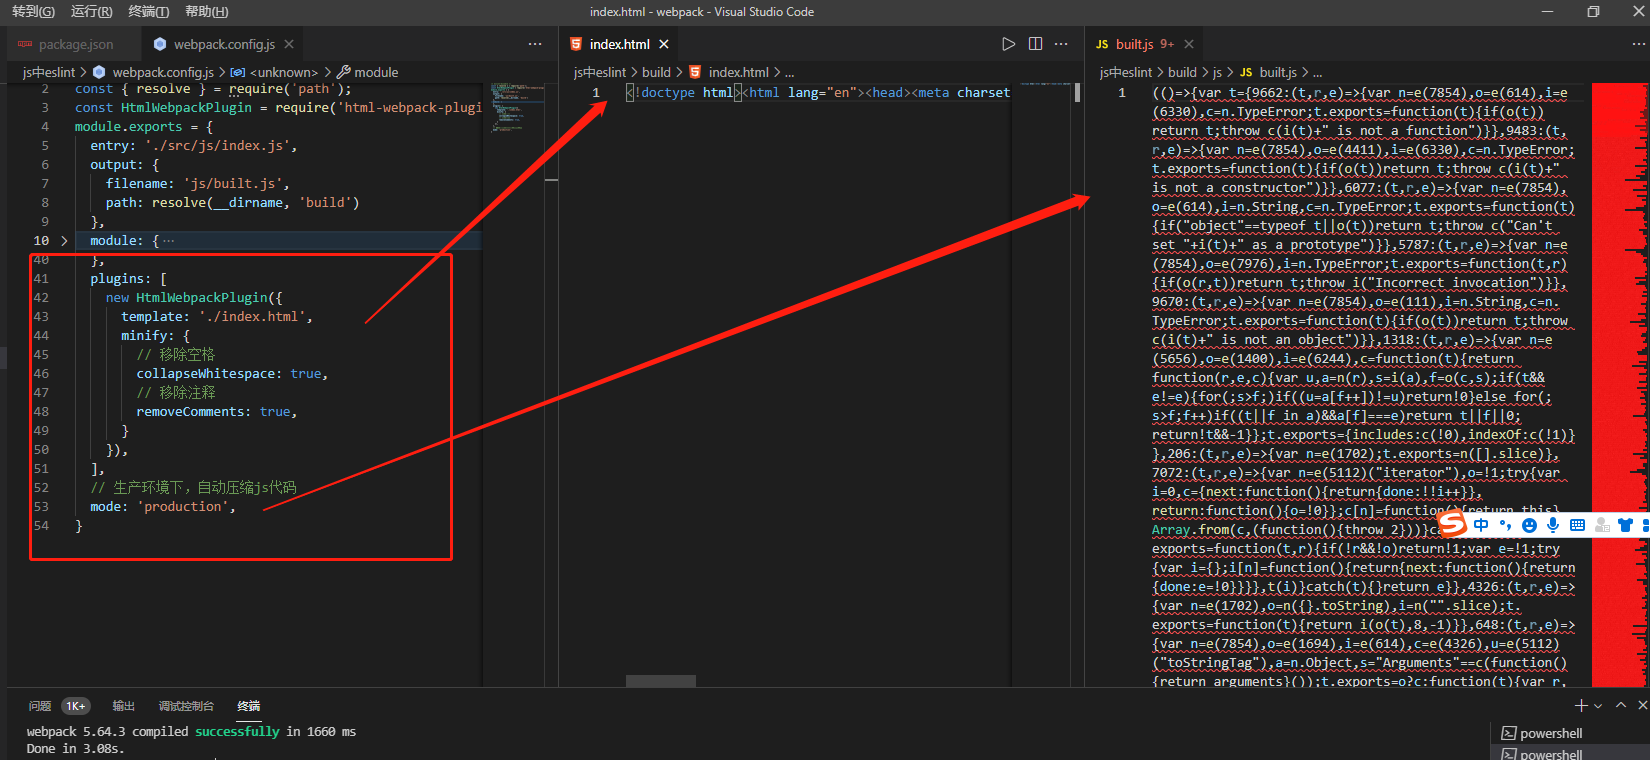 转到(G) 运行(R) 终端(T) 帮助(H)
index.html - webpack - Visual Studio Code
package.json
webpack.config.js
index.html
built.js 9+
js中eslint > webpack.config.js > <unknown> > module
js中eslint > build > index.html > ...
js中eslint > build > js > JS built.js > ...
2 const { resolve } = require('path');
3 const HtmlWebpackPlugin = require('html-webpack-plugi
4 module.exports = {
5 entry: './src/js/index.js',
6 output: {
7 filename: 'js/built.js',
8 path: resolve(__dirname, 'build')
9 },
10 module: {…
40 },
41 plugins: [
42 new HtmlWebpackPlugin({
43 template: './index.html',
44 minify: {
45 // 移除空格
46 collapseWhitespace: true,
47 // 移除注释
48 removeComments: true,
49 }
50 }),
51 ],
52 // 生产环境下，自动压缩js代码
53 mode: 'production',
54 }
1 <!doctype html><html lang="en"><head><meta charset
1 (()=>{var t={9662:(t,r,e)=>{var n=e(7854),o=e(614),i=e
(6330),c=n.TypeError;t.exports=function(t){if(o(t))
return t;throw c(i(t)+" is not a function")}},9483:(t,
r,e)=>{var n=e(7854),o=e(4411),i=e(6330),c=n.TypeError;
t.exports=function(t){if(o(t))return t;throw c(i(t)+"
is not a constructor")}},6077:(t,r,e)=>{var n=e(7854),
o=e(614),i=n.String,c=n.TypeError;t.exports=function(t)
{if("object"==typeof t||o(t))return t;throw c("Can't
set "+i(t)+" as a prototype")}},5787:(t,r,e)=>{var n=e
(7854),o=e(7976),i=n.TypeError;t.exports=function(t,r)
{if(o(r,t))return t;throw i("Incorrect invocation")}},
9670:(t,r,e)=>{var n=e(7854),o=e(111),i=n.String,c=n.
TypeError;t.exports=function(t){if(o(t))return t;throw
c(i(t)+" is not an object")}},1318:(t,r,e)=>{var n=e
(5656),o=e(1400),i=e(6244),c=function(t){return
function(r,e,c){var u,a=n(r),s=i(a),f=o(c,s);if(t&&
e!=e){for(;s>f;)if((u=a[f++])!=u)return!0}else for(;
s>f;f++)if((t||f in a)&&a[f]===e)return t||f||0;
return!t&&-1}};t.exports={includes:c(!0),indexOf:c(!1)}
},206:(t,r,e)=>{var n=e(1702);t.exports=n([].slice)},
7072:(t,r,e)=>{var n=e(5112)("iterator"),o=!1;try{var
i=0,c={next:function(){return{done:!!i++}},
return:function(){o=!0}};c[n]=function(){return this},
Array.from(c,(function(){throw 2}))}ca
exports=function(t,r){if(!r&&!o)return!1;var e=!1;try
{var i={};i[n]=function(){return{next:function(){return
{done:e=!0}}}},t(i)}catch(t){}return e}},4326:(t,r,e)=>
{var n=e(1702),o=n({}.toString),i=n("".slice);t.
exports=function(t){return i(o(t),8,-1)}},648:(t,r,e)=>
{var n=e(7854),o=e(1694),i=e(614),c=e(4326),u=e(5112)
("toStringTag"),a=n.Object,s="Arguments"==c(function()
{return arguments}());t.exports=o?c:function(t){var r,
中
问题 1K+ 输出 调试控制台 终端
webpack 5.64.3 compiled successfully in 1660 ms
Done in 3.08s.
powershell
powershell